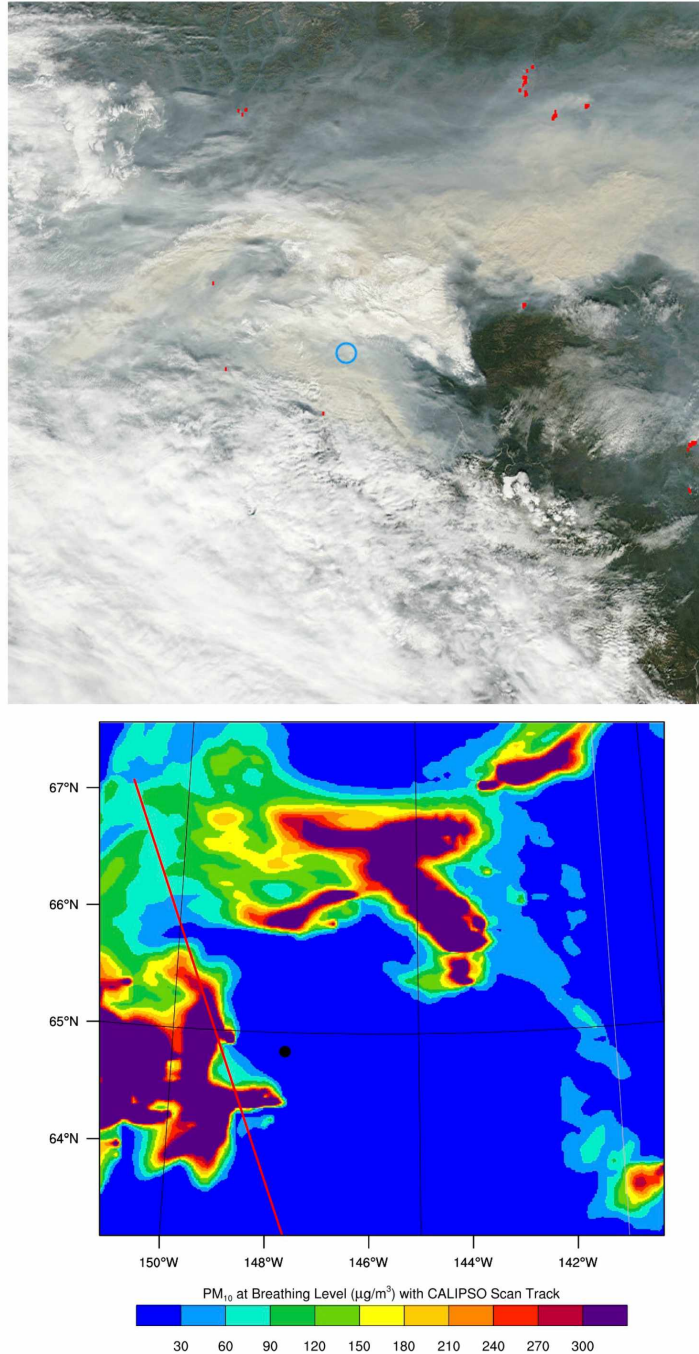 67°N
66°N
65°N
64°N
150°W 148°W 146°W 144°W 142°W
PM10 at Breathing Level (μg/m³) with CALIPSO Scan Track
30 60 90 120 150 180 210 240 270 300